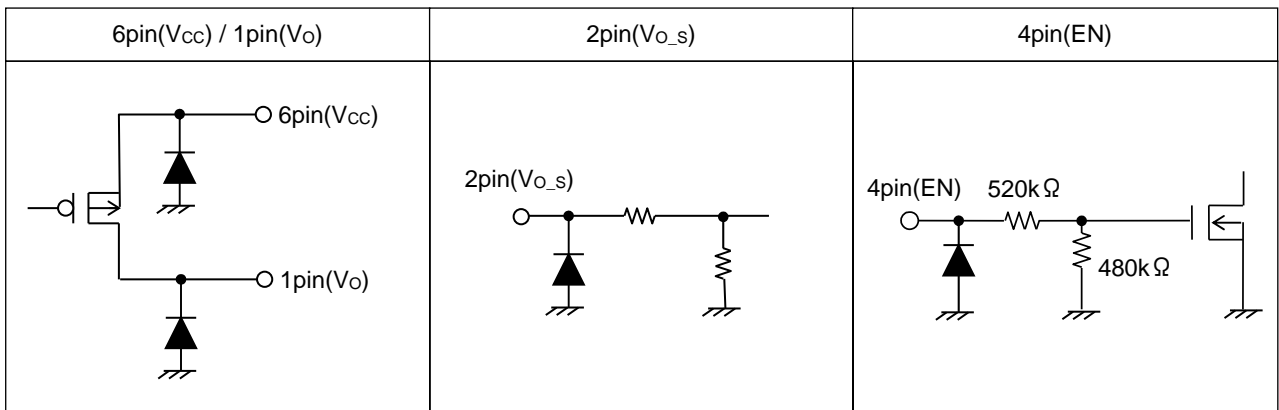 6pin(VCC) / 1pin(VO)
2pin(VO_S)
4pin(EN)
6pin(VCC)
1pin(VO)
2pin(VO_S)
4pin(EN)
520kΩ
480kΩ